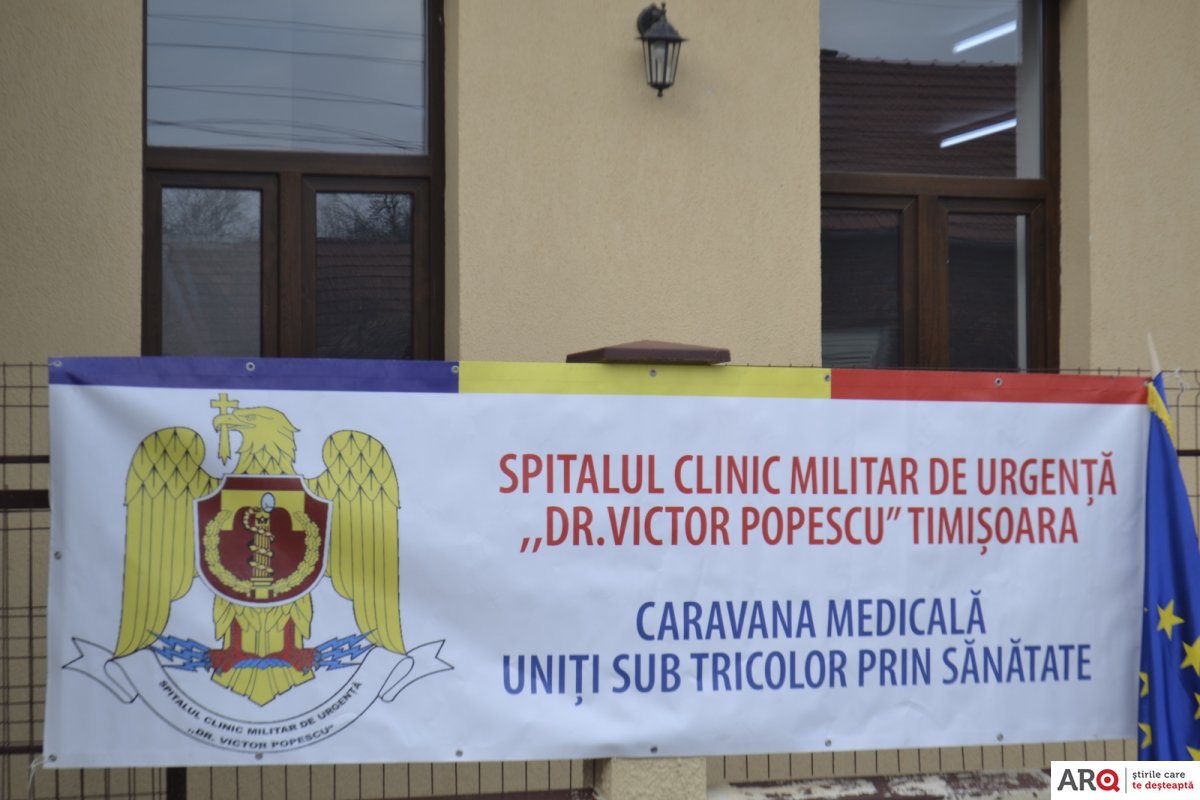 SPITALUL CLINIC MILITAR DE URGENȚĂ
,,DR.VICTOR POPESCU” TIMIȘOARA
CARAVANA MEDICALĂ
UNIȚI SUB TRICOLOR PRIN SĂNĂTATE
SPITALUL CLINIC MILITAR DE URGENȚĂ
„DR. VICTOR POPESCU”
ARQ
știrile care
te deșteaptă